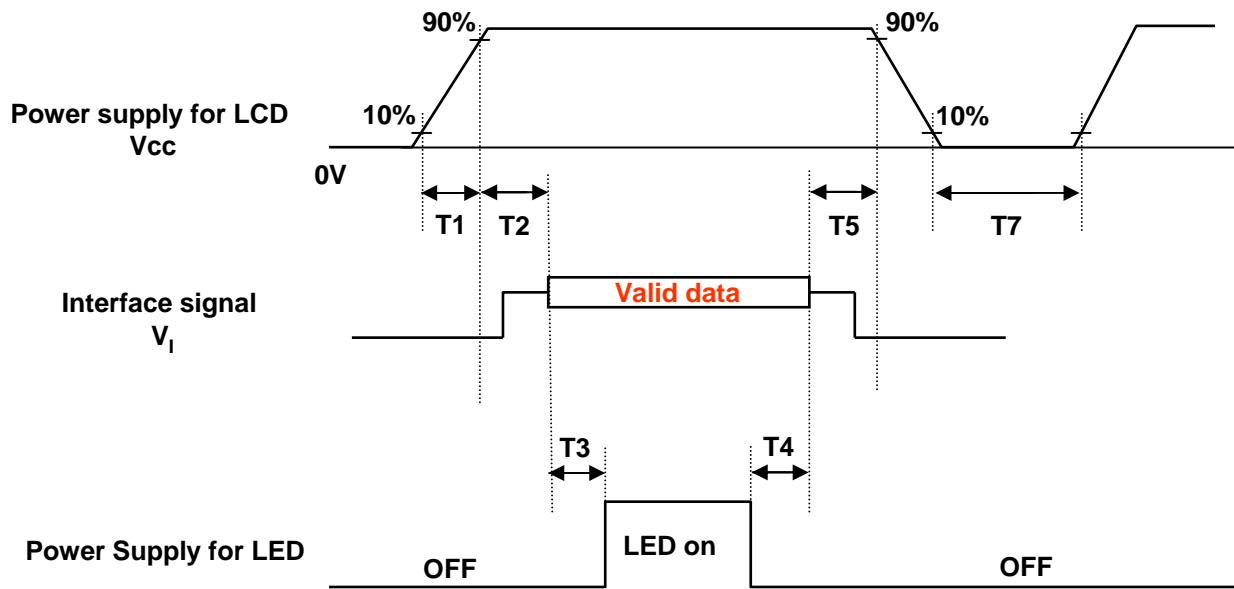 90%
90%
Power supply for LCD
Vcc
10%
10%
0V
T1
T2
T5
T7
Interface signal
VI
Valid data
T3
T4
Power Supply for LED
OFF
LED on
OFF